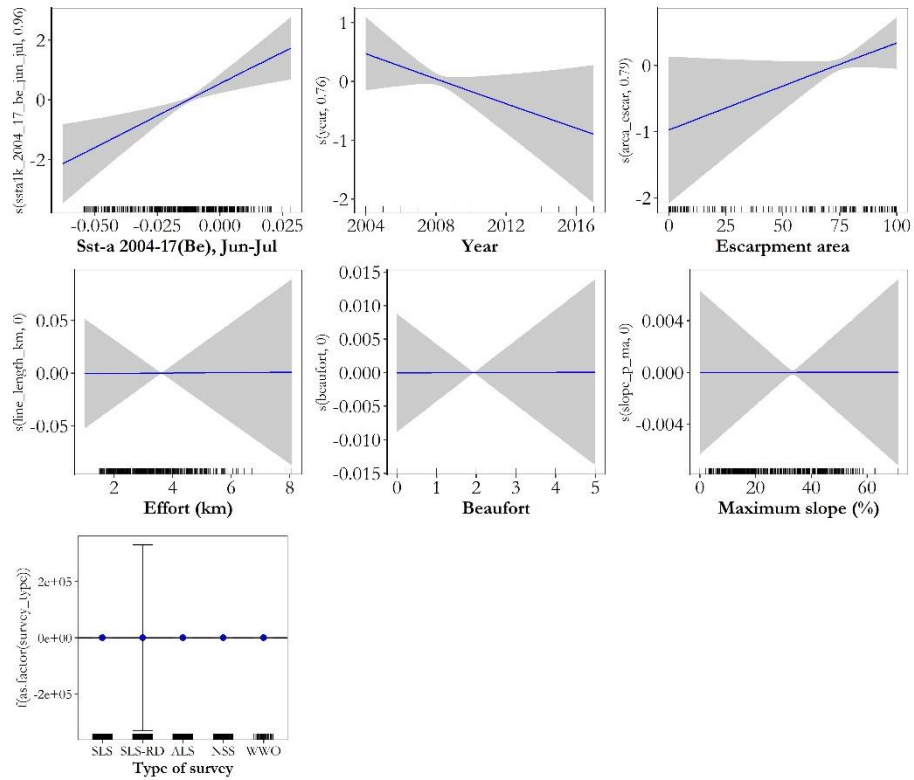 s(ssta1k_2004_17_be_jun_jul, 0.96)
2
0
-2
-0.050 -0.025 0.000 0.025
Sst-a 2004-17(Be), Jun-Jul
s(year, 0.76)
1
0
-1
-2
2004 2008 2012 2016
Year
s(area_escar, 0.79)
0
-1
-2
0 25 50 75 100
Escarpment area
s(line_length_km, 0)
0.05
0.00
-0.05
2 4 6 8
Effort (km)
s(beaufort, 0)
0.015
0.010
0.005
0.000
-0.005
-0.010
-0.015
0 1 2 3 4 5
Beaufort
s(slope_p_ma, 0)
0.004
0.000
-0.004
0 20 40 60
Maximum slope (%)
f(as.factor(survey_type))
2e+05
0e+00
-2e+05
SLS SLS-RD ALS NSS WWO
Type of survey